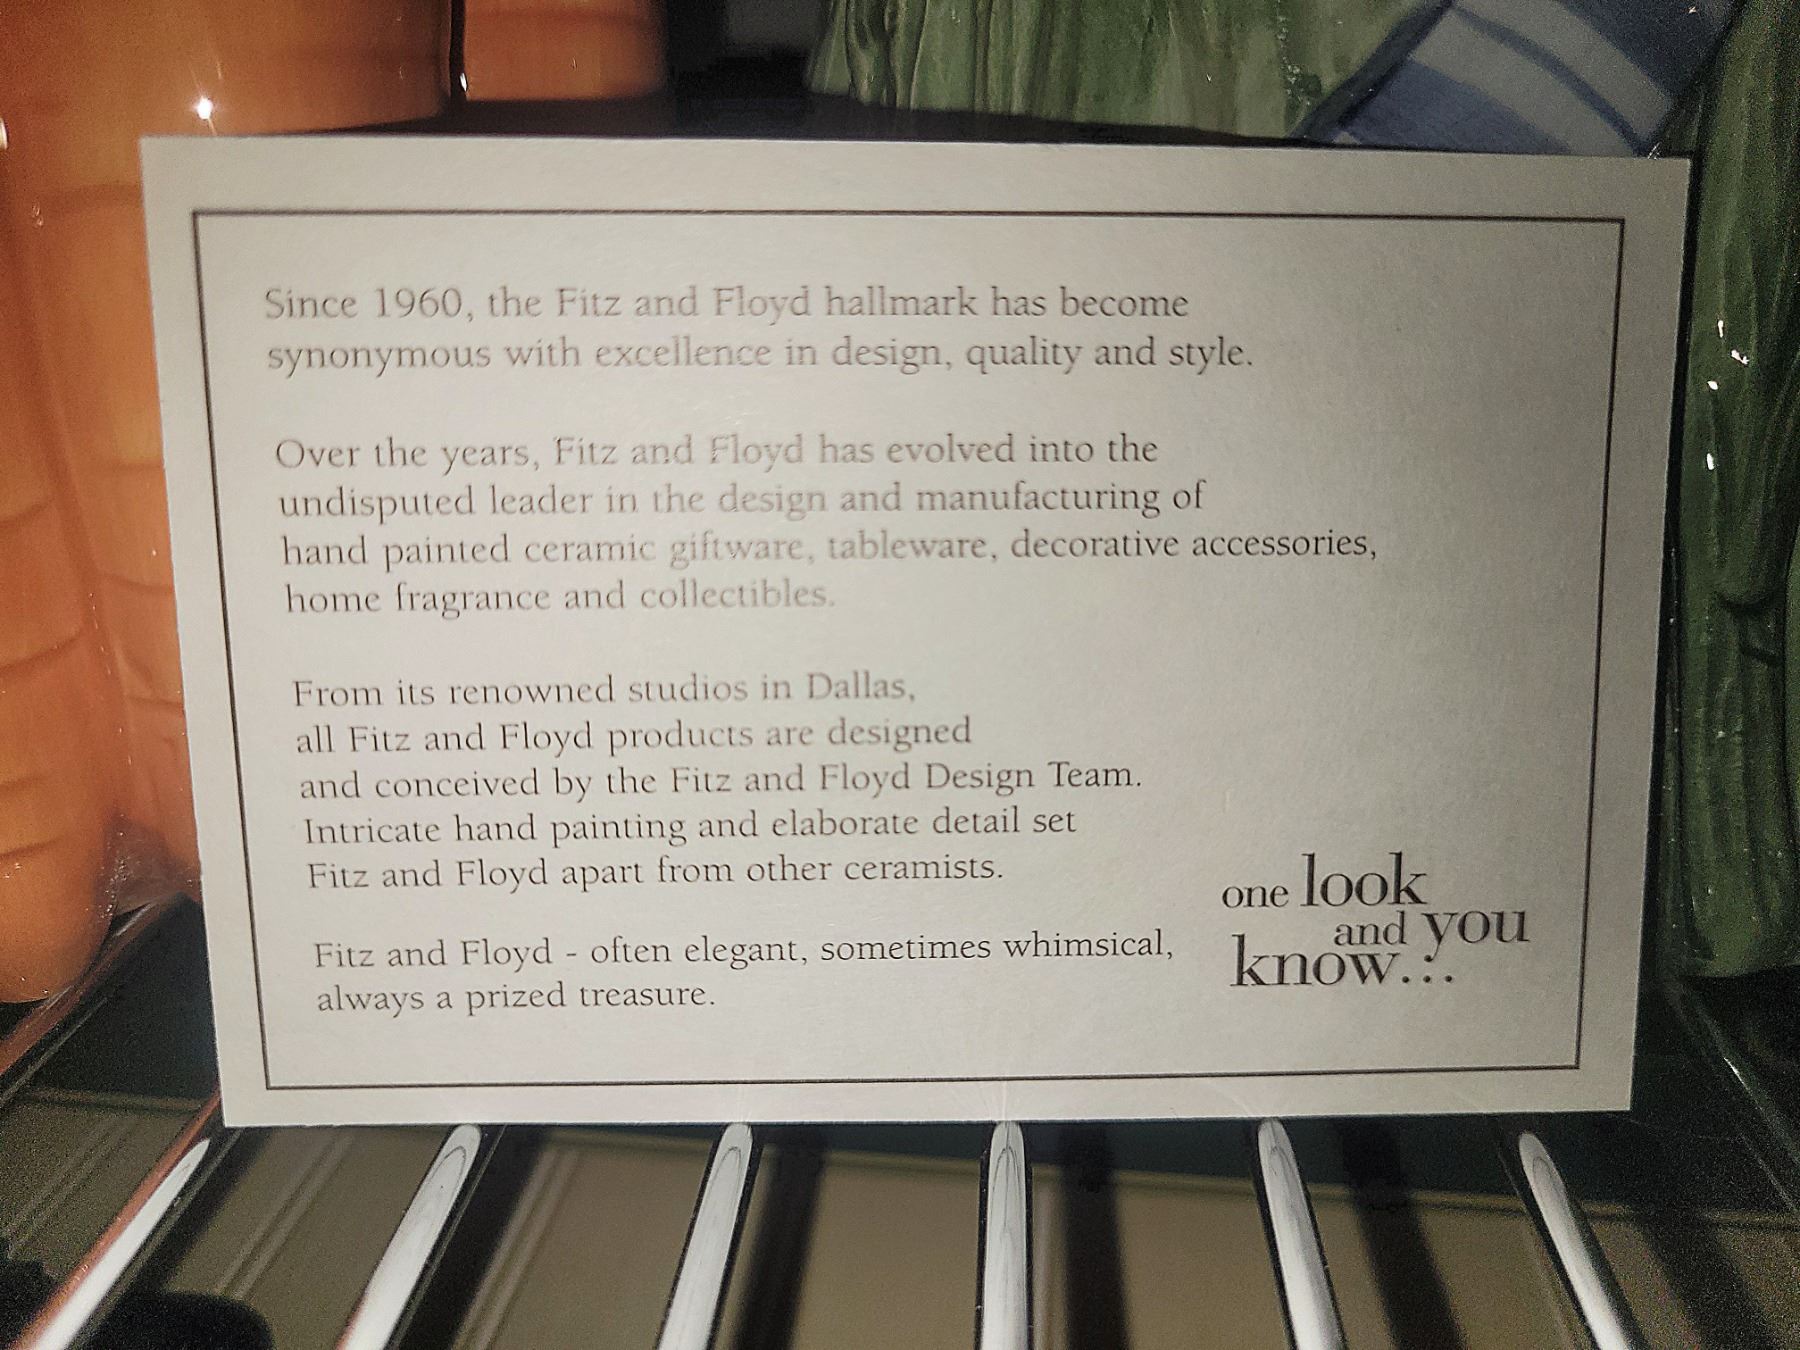 Since 1960, the Fitz and Floyd hallmark has become
synonymous with excellence in design, quality and style.
Over the years, Fitz and Floyd has evolved into the
undisputed leader in the design and manufacturing of
hand painted ceramic giftware, tableware, decorative accessories,
home fragrance and collectibles.
From its renowned studios in Dallas,
all Fitz and Floyd products are designed
and conceived by the Fitz and Floyd Design Team.
Intricate hand painting and elaborate detail set
Fitz and Floyd apart from other ceramists.
Fitz and Floyd - often elegant, sometimes whimsical,
always a prized treasure.
one look
and you
know...